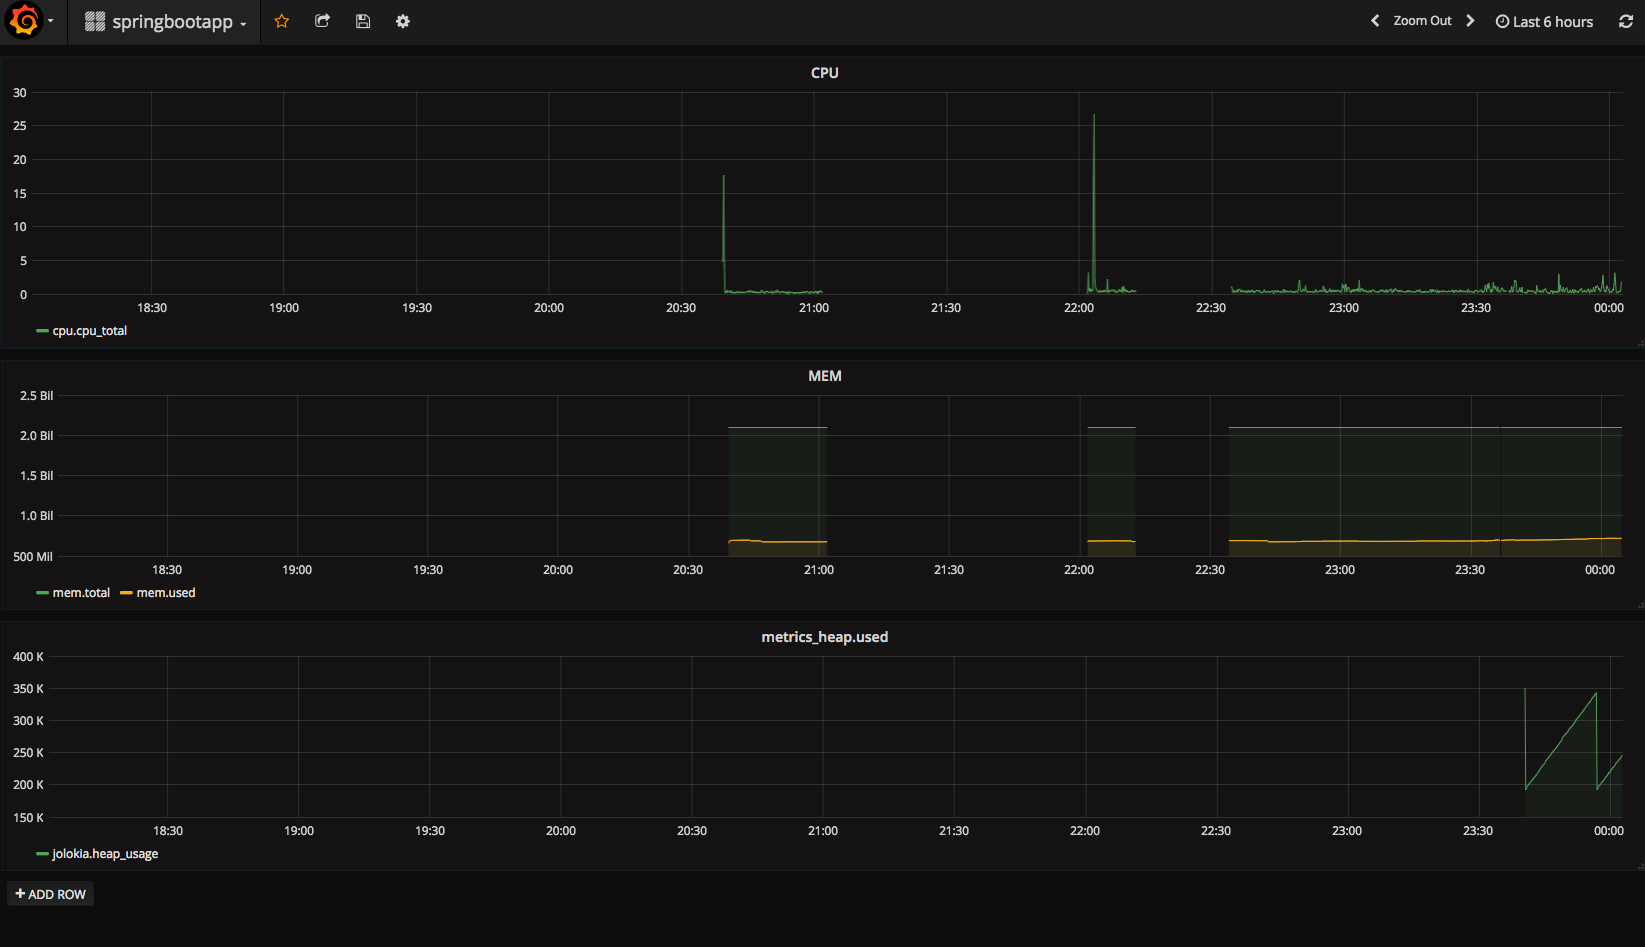 springbootapp
Zoom Out
Last 6 hours
CPU
30
25
20
15
10
5
0
18:30 19:00 19:30 20:00 20:30 21:00 21:30 22:00 22:30 23:00 23:30 00:00
cpu.cpu_total
MEM
2.5 Bil
2.0 Bil
1.5 Bil
1.0 Bil
500 Mil
18:30 19:00 19:30 20:00 20:30 21:00 21:30 22:00 22:30 23:00 23:30 00:00
mem.total mem.used
metrics_heap.used
400 K
350 K
300 K
250 K
200 K
150 K
18:30 19:00 19:30 20:00 20:30 21:00 21:30 22:00 22:30 23:00 23:30 00:00
jolokia.heap_usage
+ ADD ROW